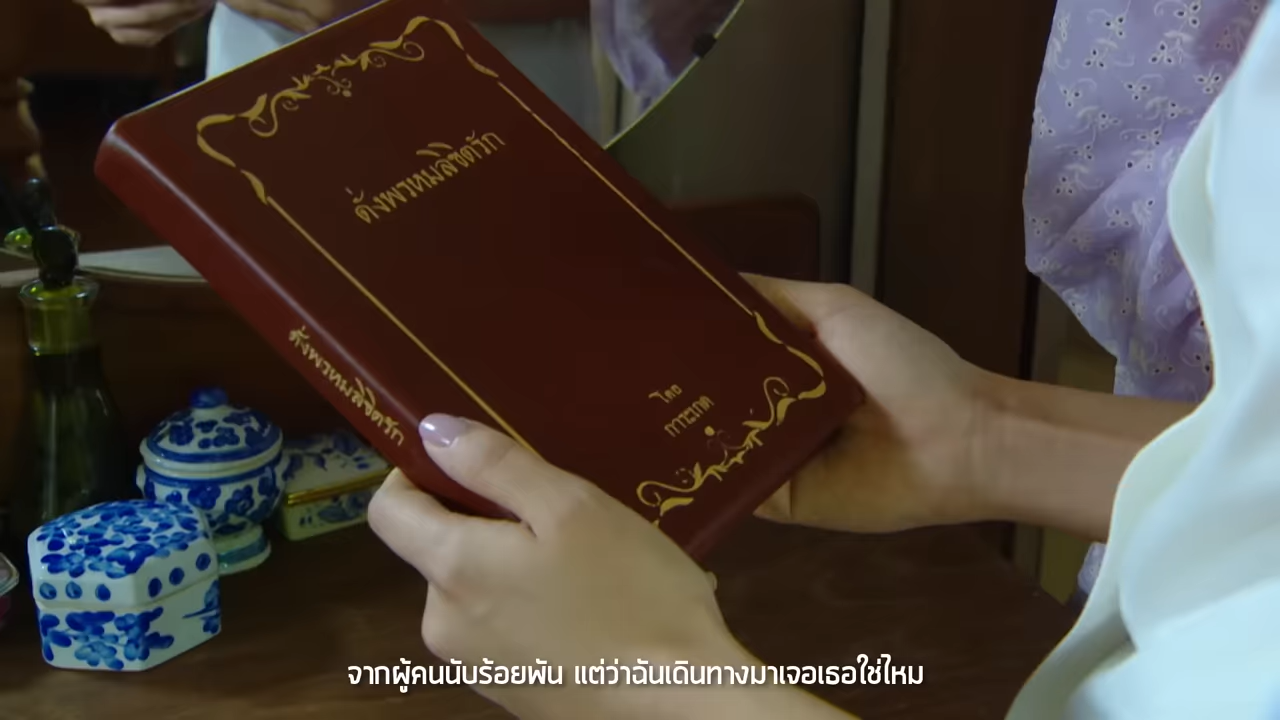 ดั่งพรหมลิขิตรัก
โดย
การะเกด
ดั่งพรหมลิขิตรัก
จากผู้คนนับร้อยพัน แต่ว่าฉันเดินทางมาเจอเธอใช่ไหม